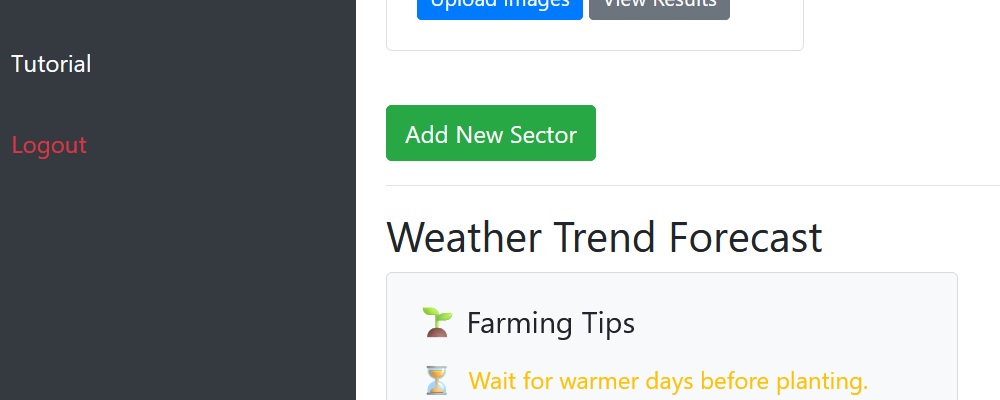 Upload Images View Results
Tutorial
Add New Sector
Logout
Weather Trend Forecast
Farming Tips
Wait for warmer days before planting.